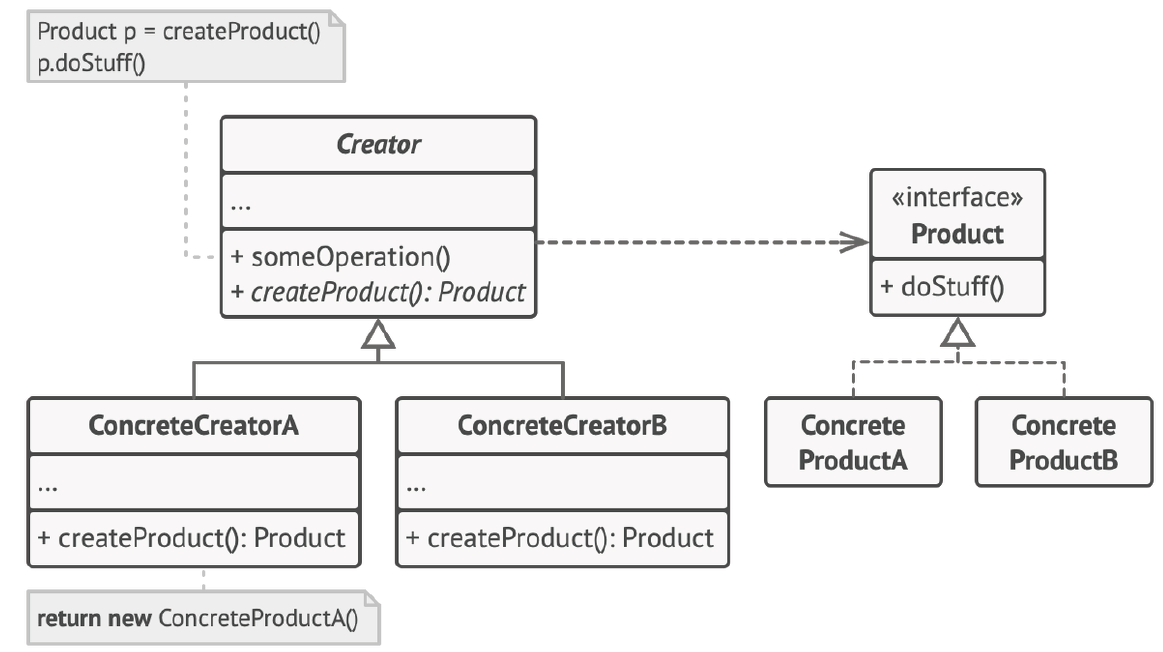 Product p = createProduct()
p.doStuff()
Creator
...
+ someOperation()
+ createProduct(): Product
«interface»
Product
+ doStuff()
ConcreteCreatorA
...
+ createProduct(): Product
ConcreteCreatorB
...
+ createProduct(): Product
Concrete
ProductA
Concrete
ProductB
return new ConcreteProductA()